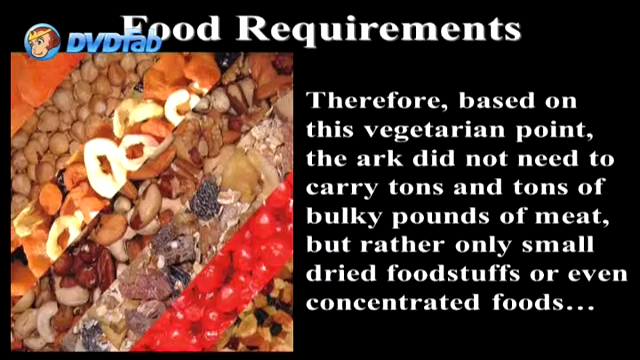 Food Requirements
DVDFab
Therefore, based on
this vegetarian point,
the ark did not need to
carry tons and tons of
bulky pounds of meat,
but rather only small
dried foodstuffs or even
concentrated foods...